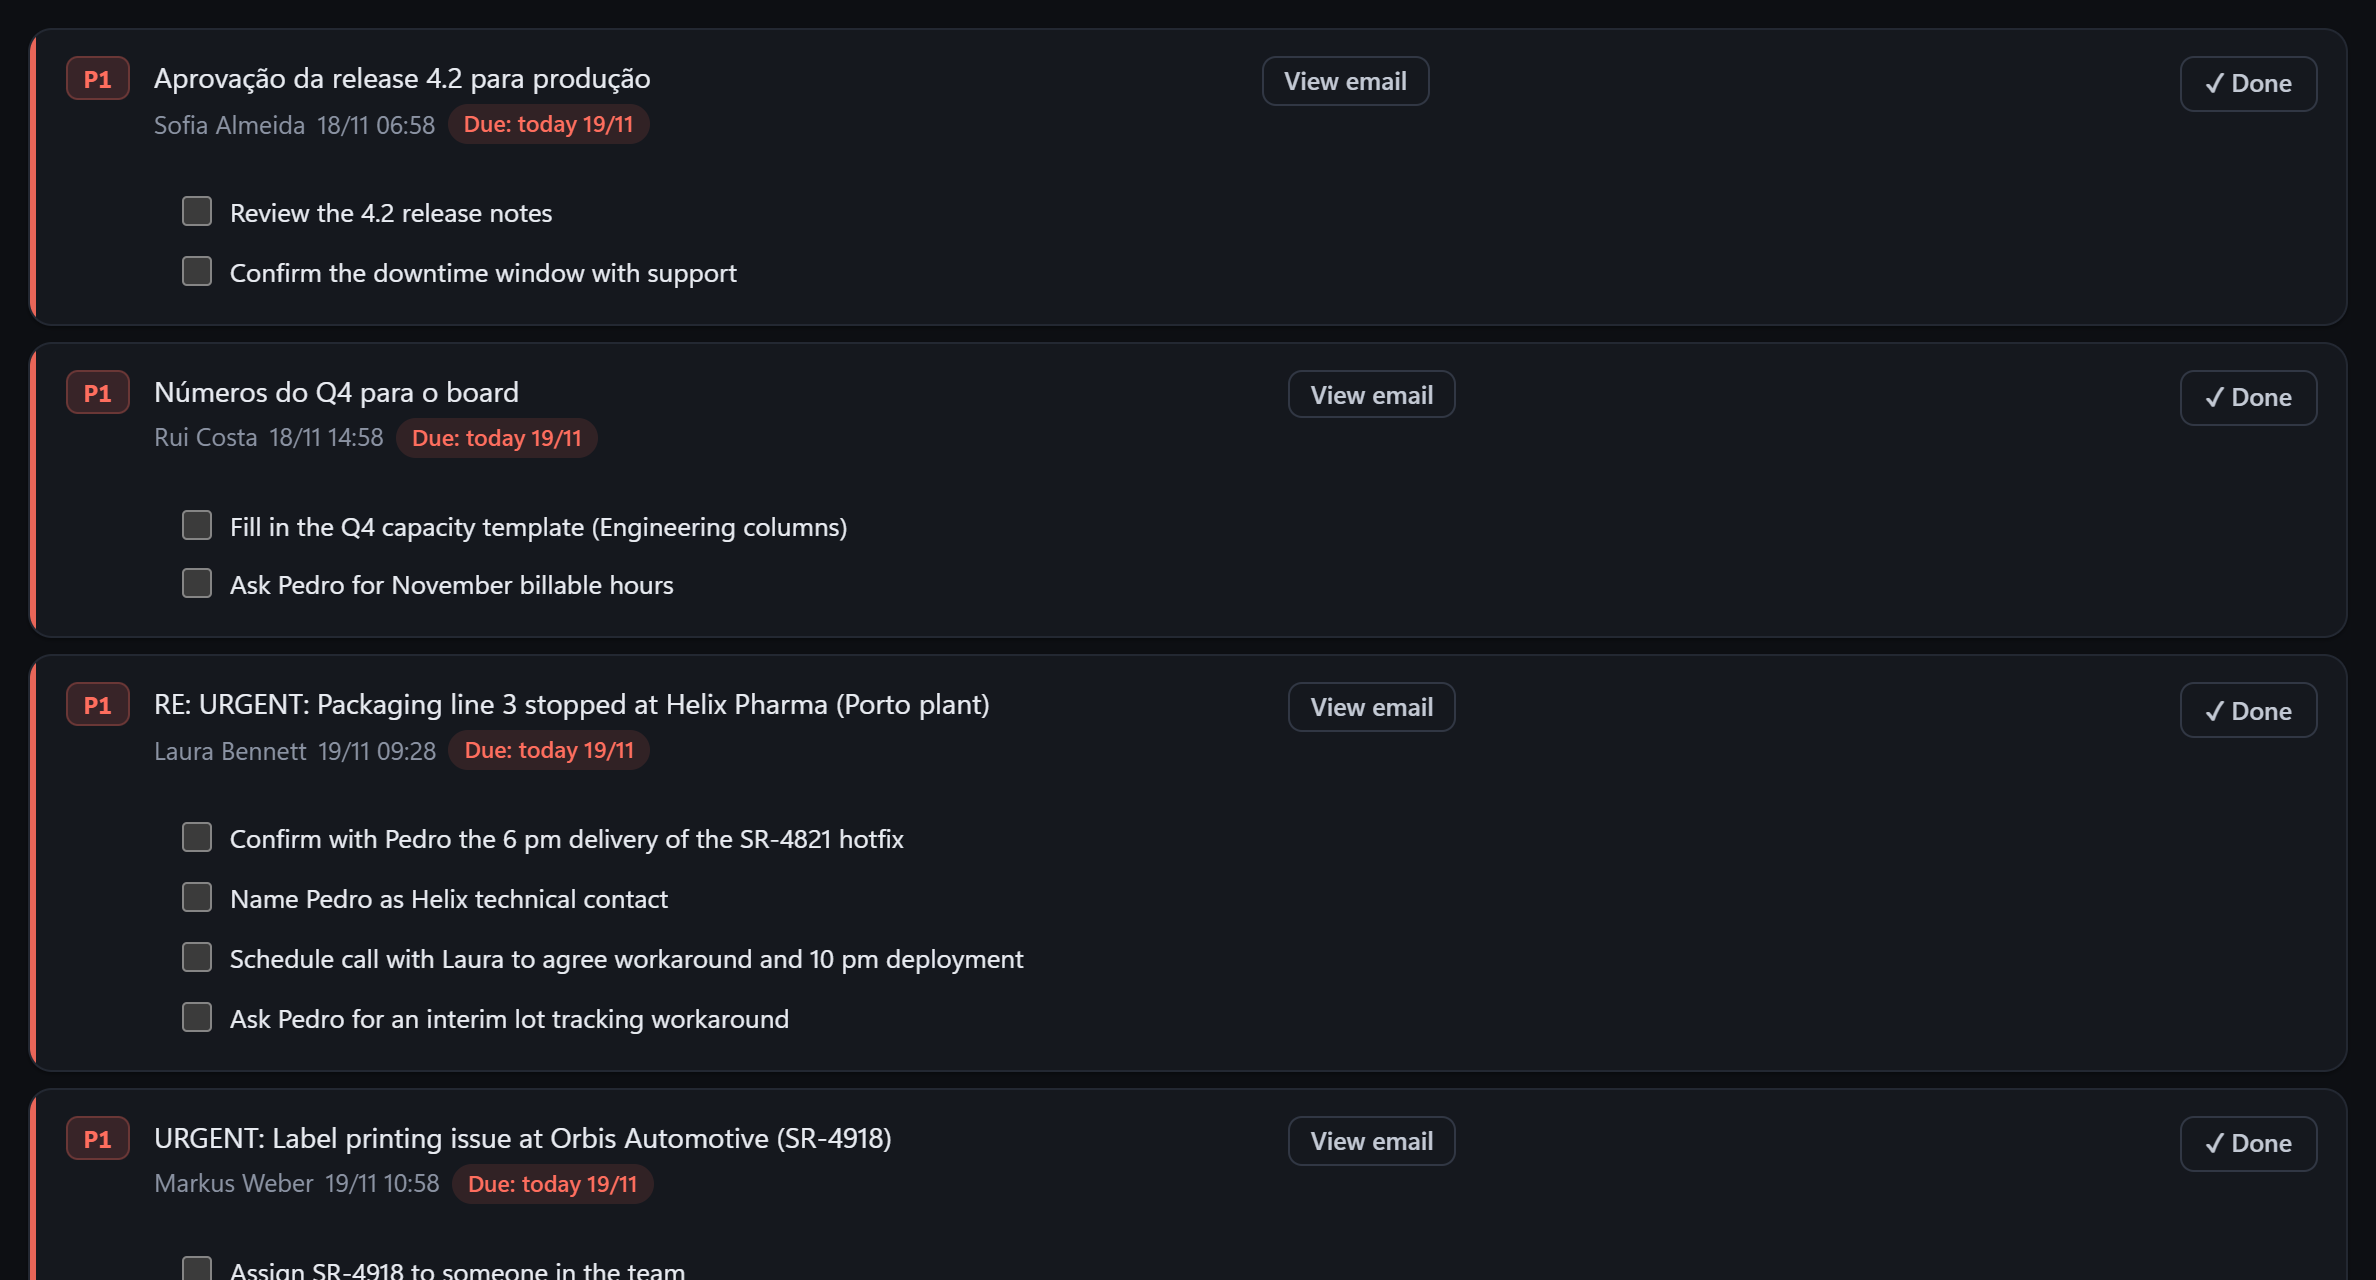 P1 Aprovação da release 4.2 para produção View email ✓ Done
Sofia Almeida 18/11 06:58 Due: today 19/11
Review the 4.2 release notes
Confirm the downtime window with support
P1 Números do Q4 para o board View email ✓ Done
Rui Costa 18/11 14:58 Due: today 19/11
Fill in the Q4 capacity template (Engineering columns)
Ask Pedro for November billable hours
P1 RE: URGENT: Packaging line 3 stopped at Helix Pharma (Porto plant) View email ✓ Done
Laura Bennett 19/11 09:28 Due: today 19/11
Confirm with Pedro the 6 pm delivery of the SR-4821 hotfix
Name Pedro as Helix technical contact
Schedule call with Laura to agree workaround and 10 pm deployment
Ask Pedro for an interim lot tracking workaround
P1 URGENT: Label printing issue at Orbis Automotive (SR-4918) View email ✓ Done
Markus Weber 19/11 10:58 Due: today 19/11
Assign SR-4918 to someone in the team